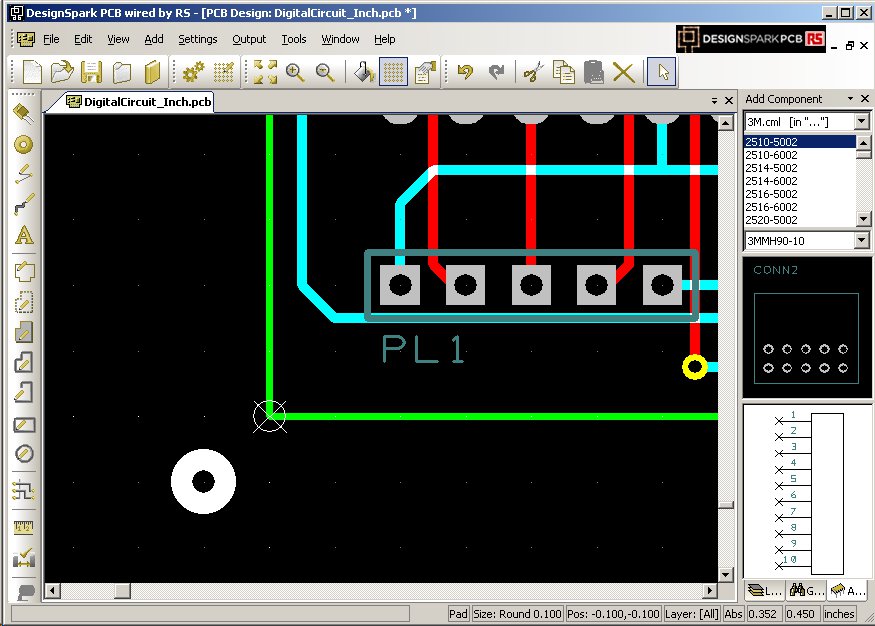 DesignSpark PCB wired by RS - [PCB Design: DigitalCircuit_Inch.pcb *]
File Edit View Add Settings Output Tools Window Help
DESIGNSPARKPCB RS
DigitalCircuit_Inch.pcb
Add Component
3M.cml [in "..."]
2510-5002
2510-6002
2514-5002
2514-6002
2516-5002
2516-6002
2520-5002
3MMH90-10
CONN2
PL1
1
2
3
4
5
6
7
8
9
10
L... G... A...
Pad Size: Round 0.100 Pos: -0.100,-0.100 Layer: [All] Abs 0.352 0.450 inches